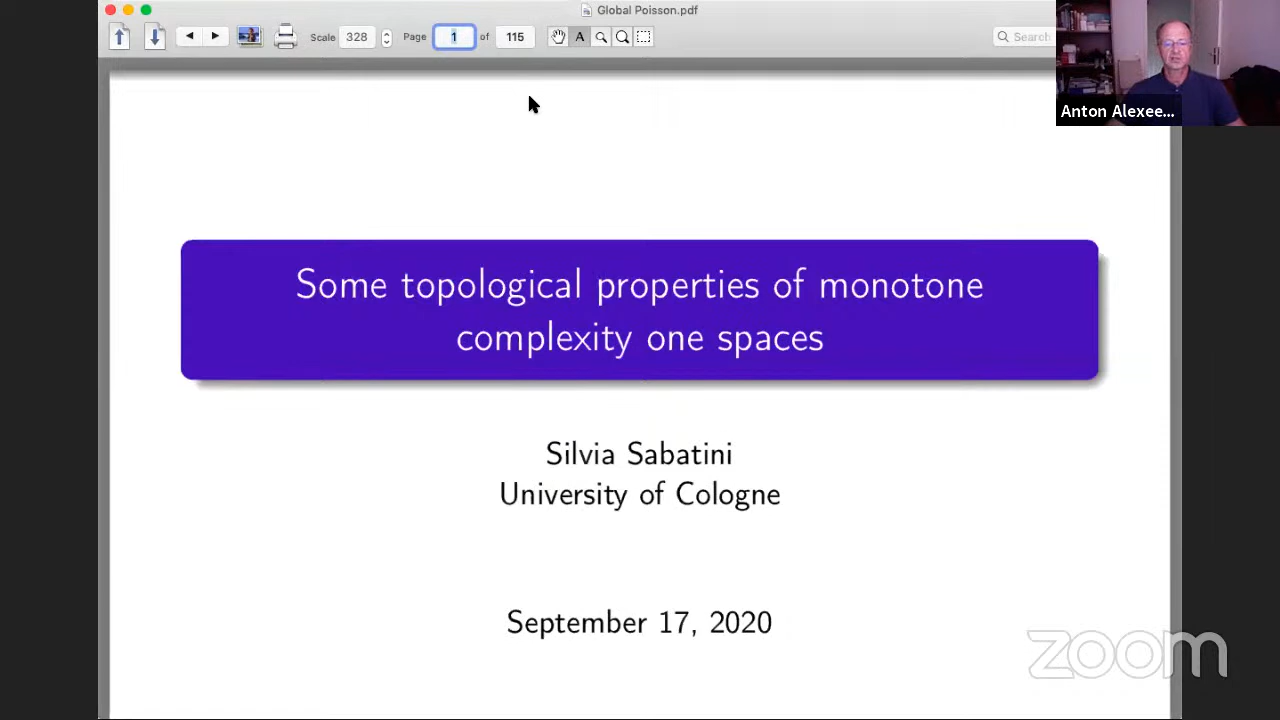 Global Poisson.pdf
Scale 328 Page 1 of 115 Search
Anton Alexee...
Some topological properties of monotone
complexity one spaces
Silvia Sabatini
University of Cologne
September 17, 2020
zoom